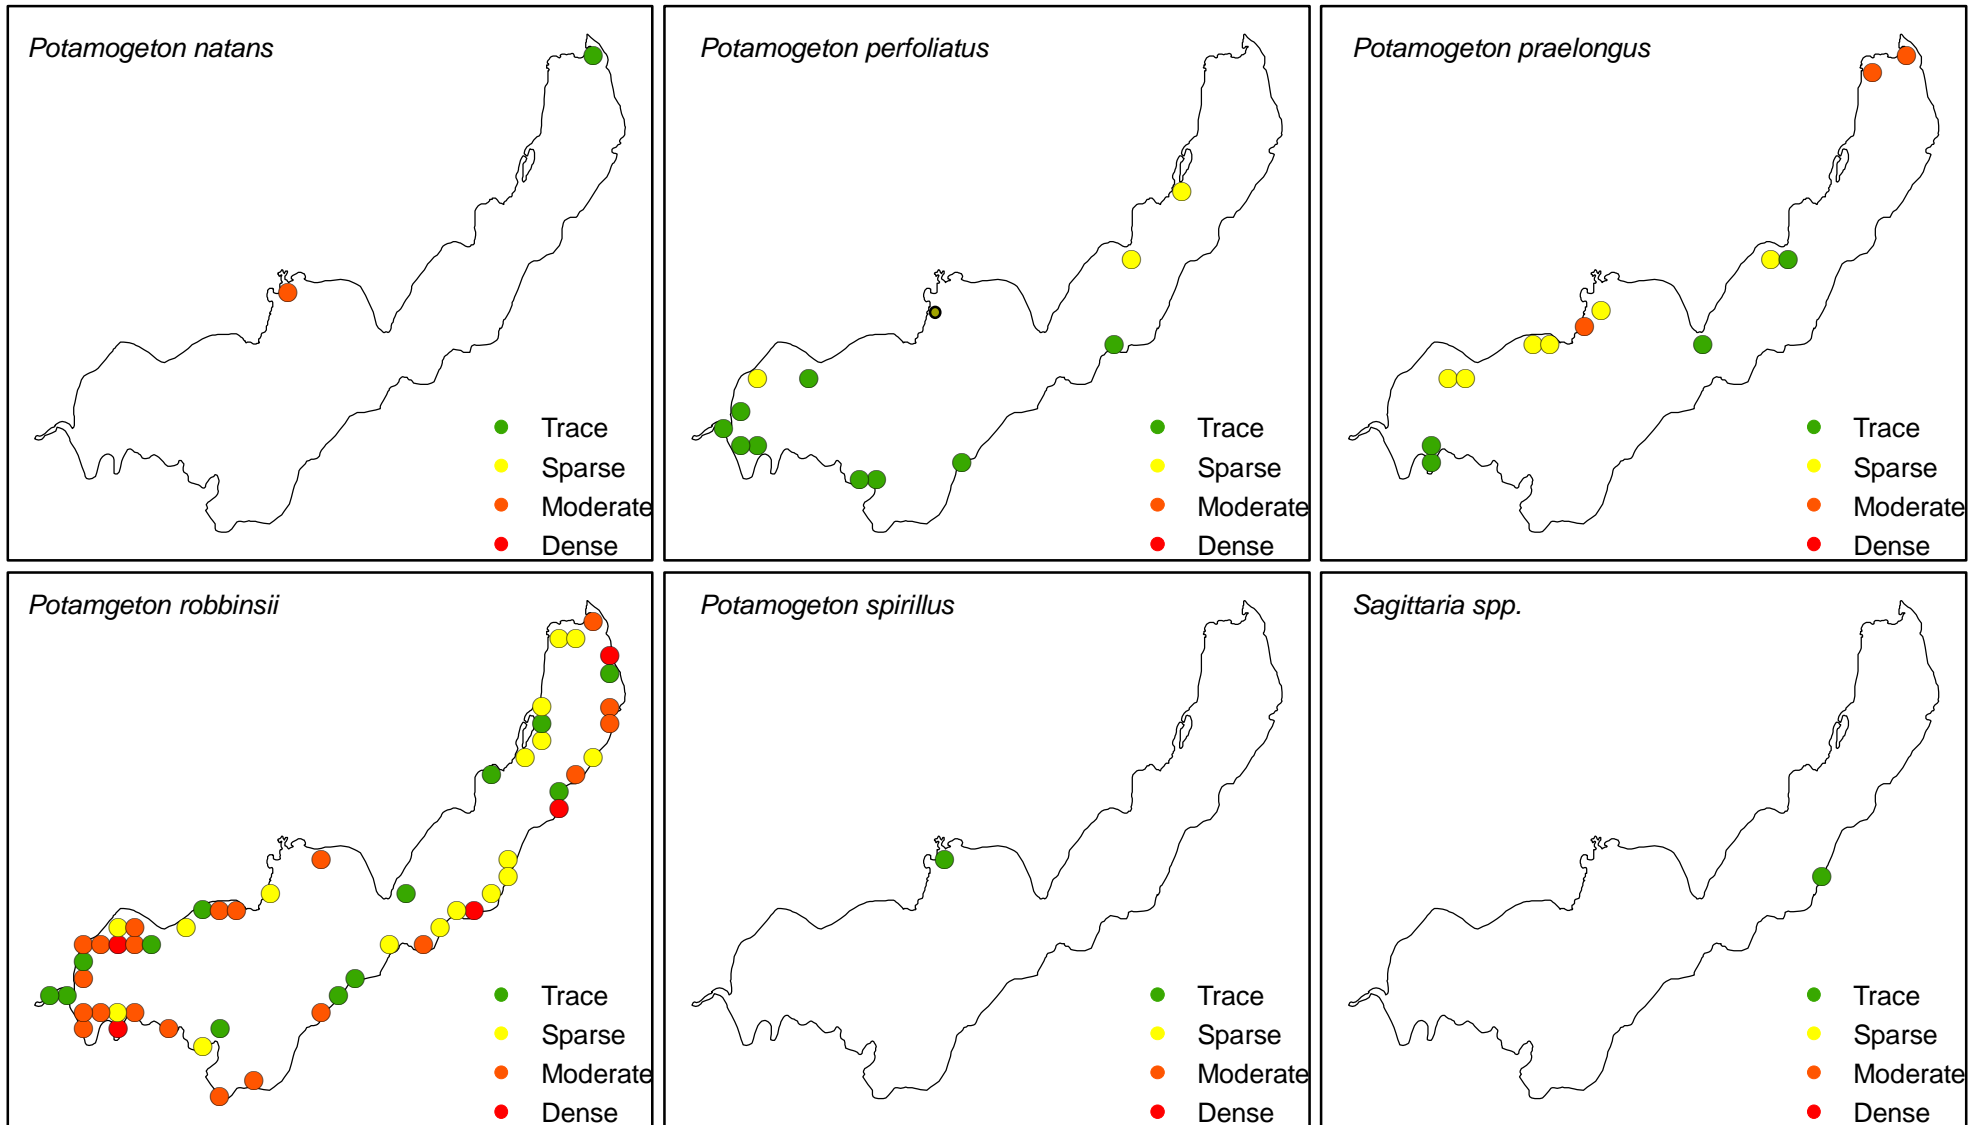 Potamogeton natans
Trace
Sparse
Moderate
Dense
Potamogeton perfoliatus
Trace
Sparse
Moderate
Dense
Potamogeton praelongus
Trace
Sparse
Moderate
Dense
Potamgeton robbinsii
Trace
Sparse
Moderate
Dense
Potamogeton spirillus
Trace
Sparse
Moderate
Dense
Sagittaria spp.
Trace
Sparse
Moderate
Dense